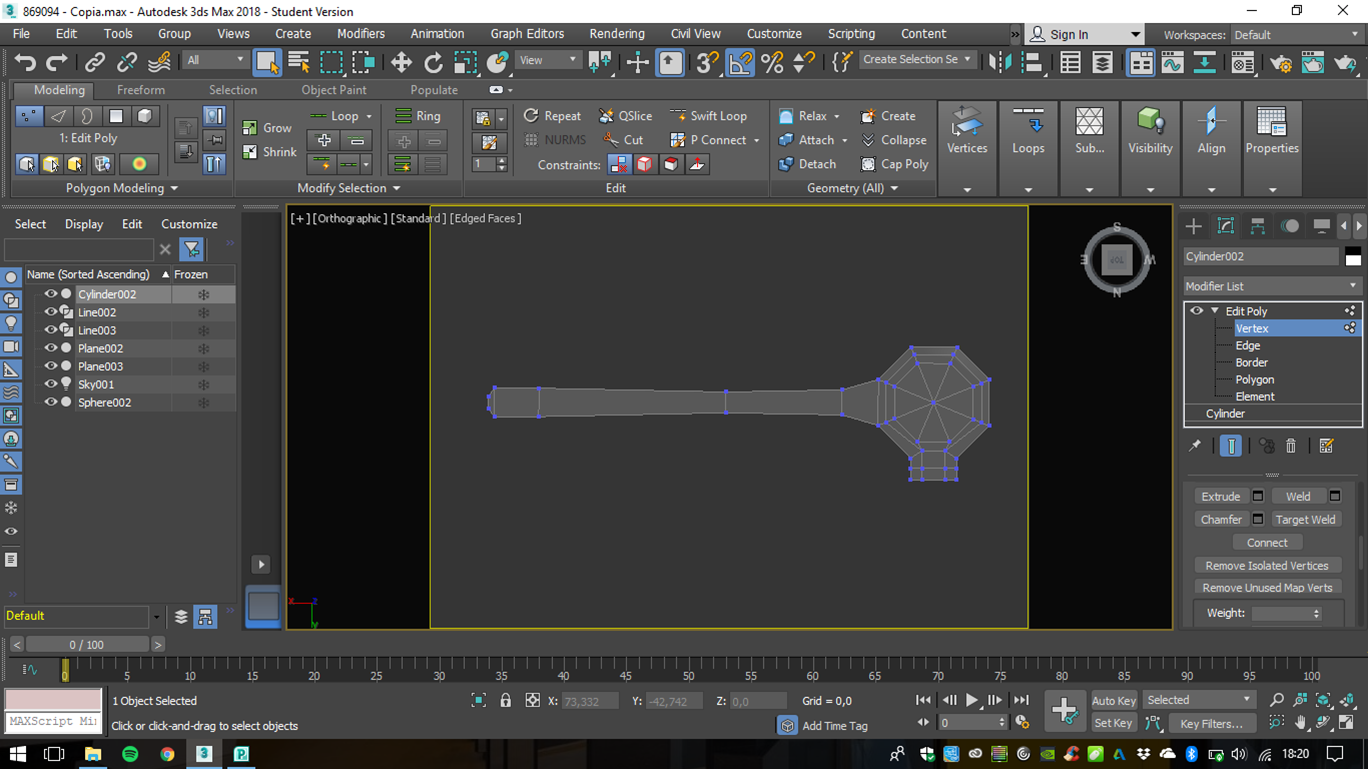 869094 - Copia.max - Autodesk 3ds Max 2018 - Student Version
File Edit Tools Group Views Create Modifiers Animation Graph Editors Rendering Civil View Customize Scripting Content » Sign In Workspaces: Default
All View Create Selection Se
Modeling Freeform Selection Object Paint Populate
1: Edit Poly
Grow Loop Ring
Shrink
Repeat QSlice Swift Loop
NURMS Cut P Connect
1 Constraints:
Relax Create
Attach Collapse
Detach Cap Poly
Vertices Loops Sub... Visibility Align Properties
Polygon Modeling Modify Selection Edit Geometry (All)
Select Display Edit Customize
Name (Sorted Ascending) Frozen
Cylinder002
Line002
Line003
Plane002
Plane003
Sky001
Sphere002
Default
[+] [Orthographic ] [Standard ] [Edged Faces ]
S
E W
TOP
N
x z
y
Cylinder002
Modifier List
Edit Poly
Vertex
Edge
Border
Polygon
Element
Cylinder
Extrude Weld
Chamfer Target Weld
Connect
Remove Isolated Vertices
Remove Unused Map Verts
Weight:
< 0 / 100 >
0 5 10 15 20 25 30 35 40 45 50 55 60 65 70 75 80 85 90 95 100
1 Object Selected X: 73,332 Y: -42,742 Z: 0,0 Grid = 0,0
MAXScript Mi
Click or click-and-drag to select objects
Add Time Tag
0
Auto Key Selected
Set Key Key Filters...
18:20